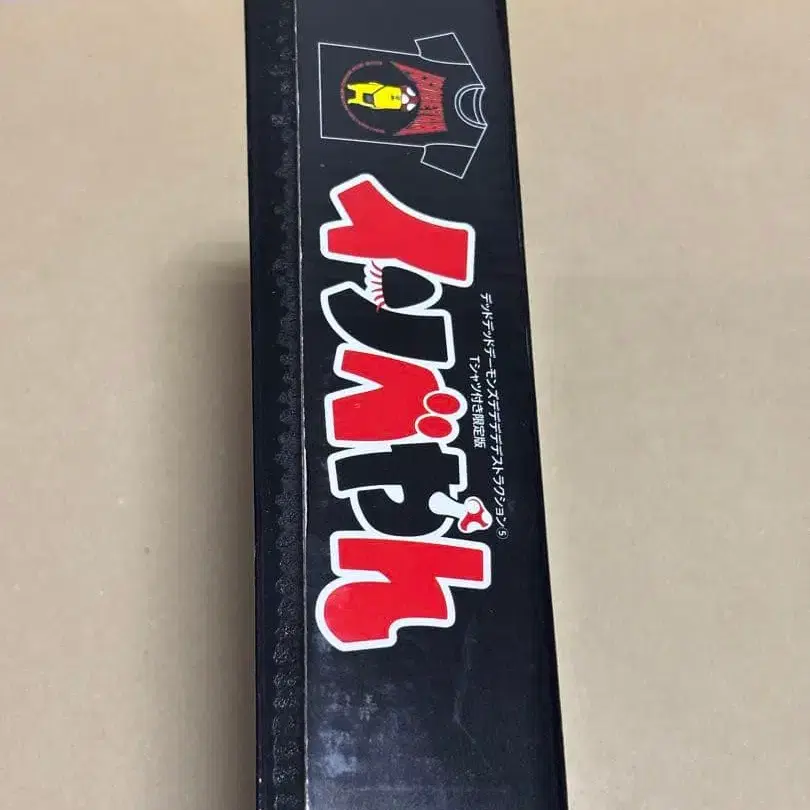 デッドデッドデーモンズデデデデデストラクション⑤
Tシャツ付き限定版
イソベやん